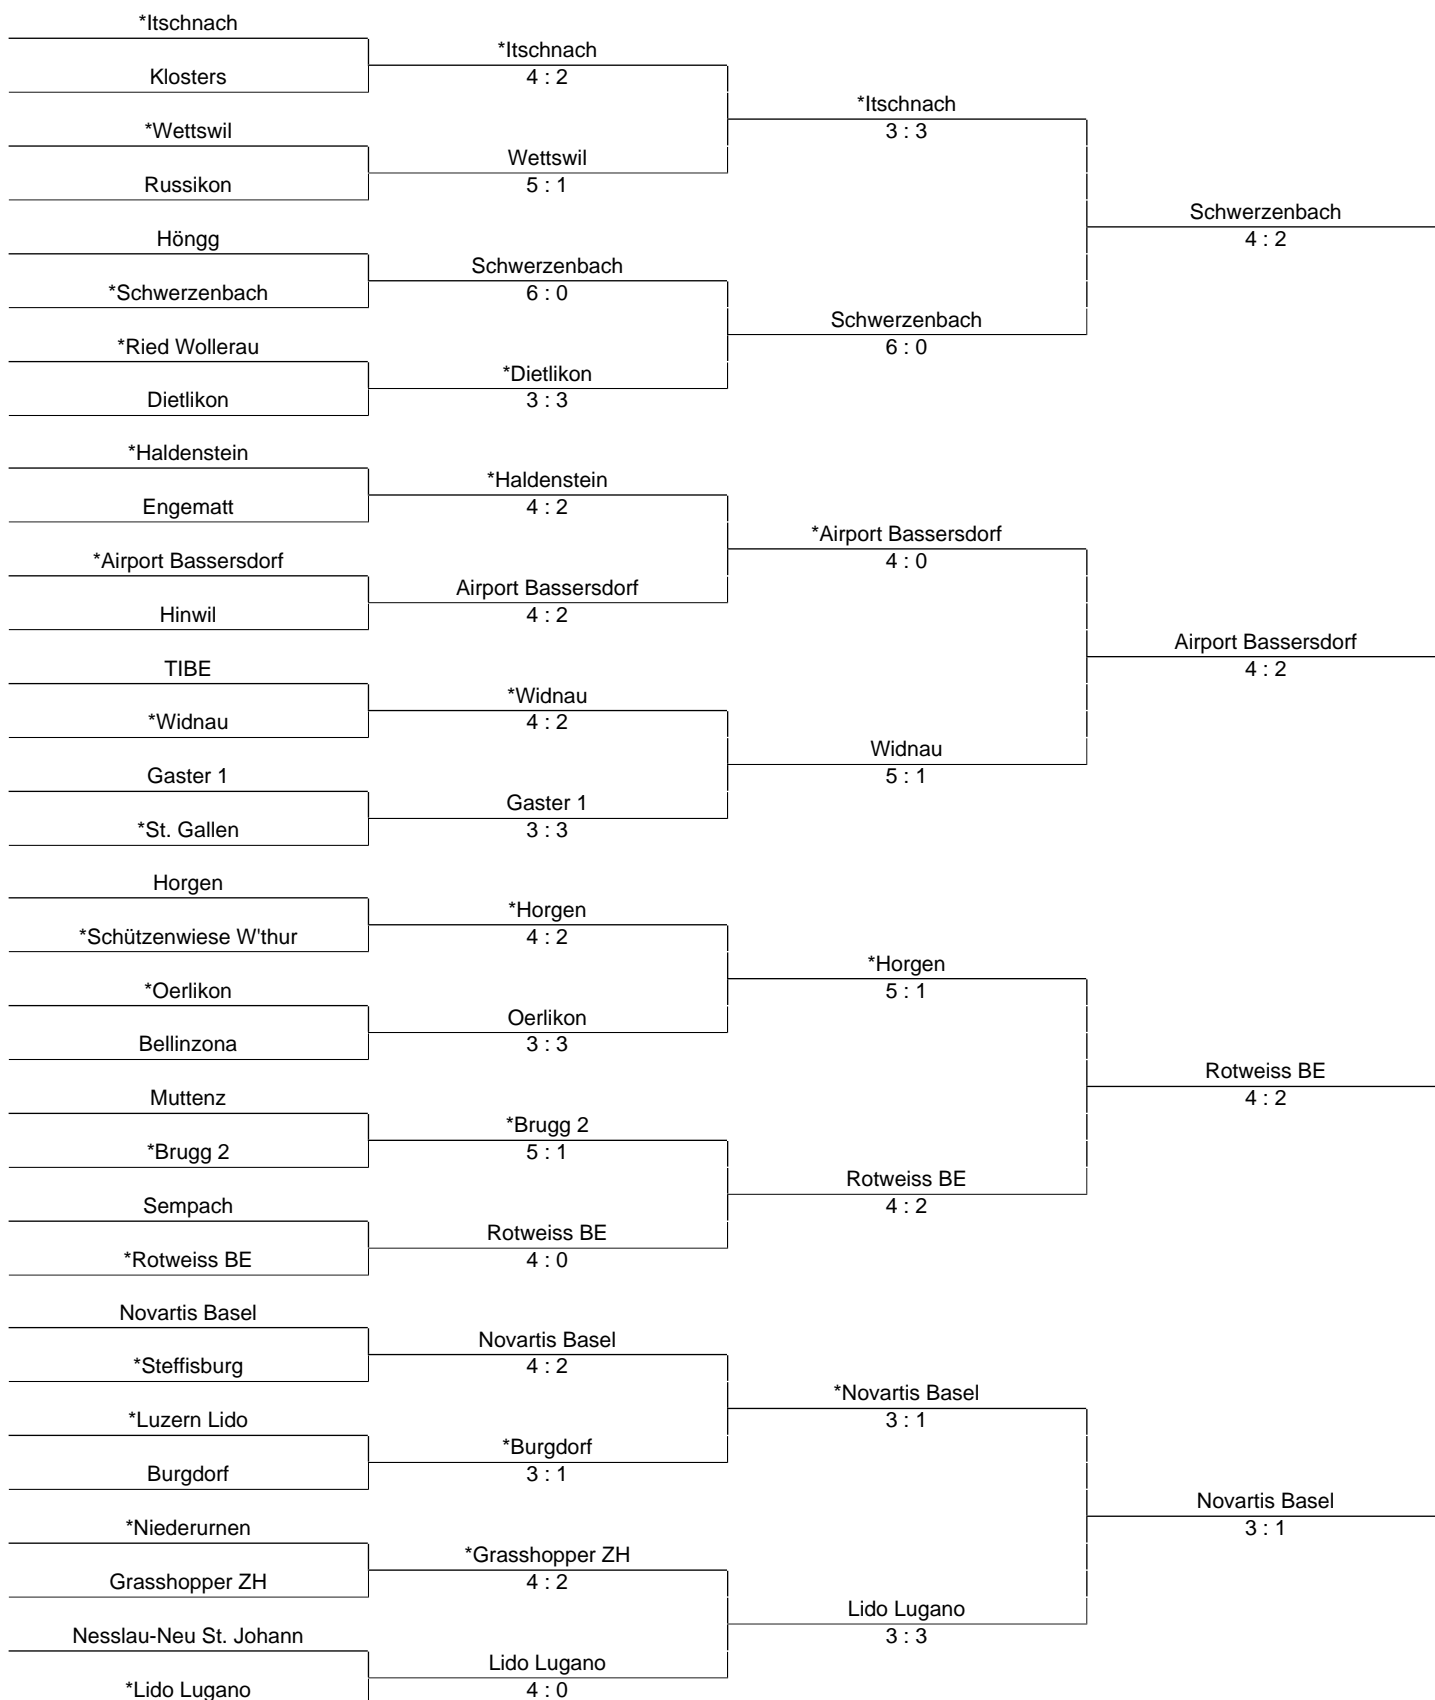 *Itschnach
Klosters
*Wettswil
Russikon
Höngg
*Schwerzenbach
*Ried Wollerau
Dietlikon
*Haldenstein
Engematt
*Airport Bassersdorf
Hinwil
TIBE
*Widnau
Gaster 1
*St. Gallen
Horgen
*Schützenwiese W'thur
*Oerlikon
Bellinzona
Muttenz
*Brugg 2
Sempach
*Rotweiss BE
Novartis Basel
*Steffisburg
*Luzern Lido
Burgdorf
*Niederurnen
Grasshopper ZH
Nesslau-Neu St. Johann
*Lido Lugano
*Itschnach
4 : 2
Wettswil
5 : 1
Schwerzenbach
6 : 0
*Dietlikon
3 : 3
*Haldenstein
4 : 2
Airport Bassersdorf
4 : 2
*Widnau
4 : 2
Gaster 1
3 : 3
*Horgen
4 : 2
Oerlikon
3 : 3
*Brugg 2
5 : 1
Rotweiss BE
4 : 0
Novartis Basel
4 : 2
*Burgdorf
3 : 1
*Grasshopper ZH
4 : 2
Lido Lugano
4 : 0
*Itschnach
3 : 3
Schwerzenbach
6 : 0
*Airport Bassersdorf
4 : 0
Widnau
5 : 1
*Horgen
5 : 1
Rotweiss BE
4 : 2
*Novartis Basel
3 : 1
Lido Lugano
3 : 3
Schwerzenbach
4 : 2
Airport Bassersdorf
4 : 2
Rotweiss BE
4 : 2
Novartis Basel
3 : 1